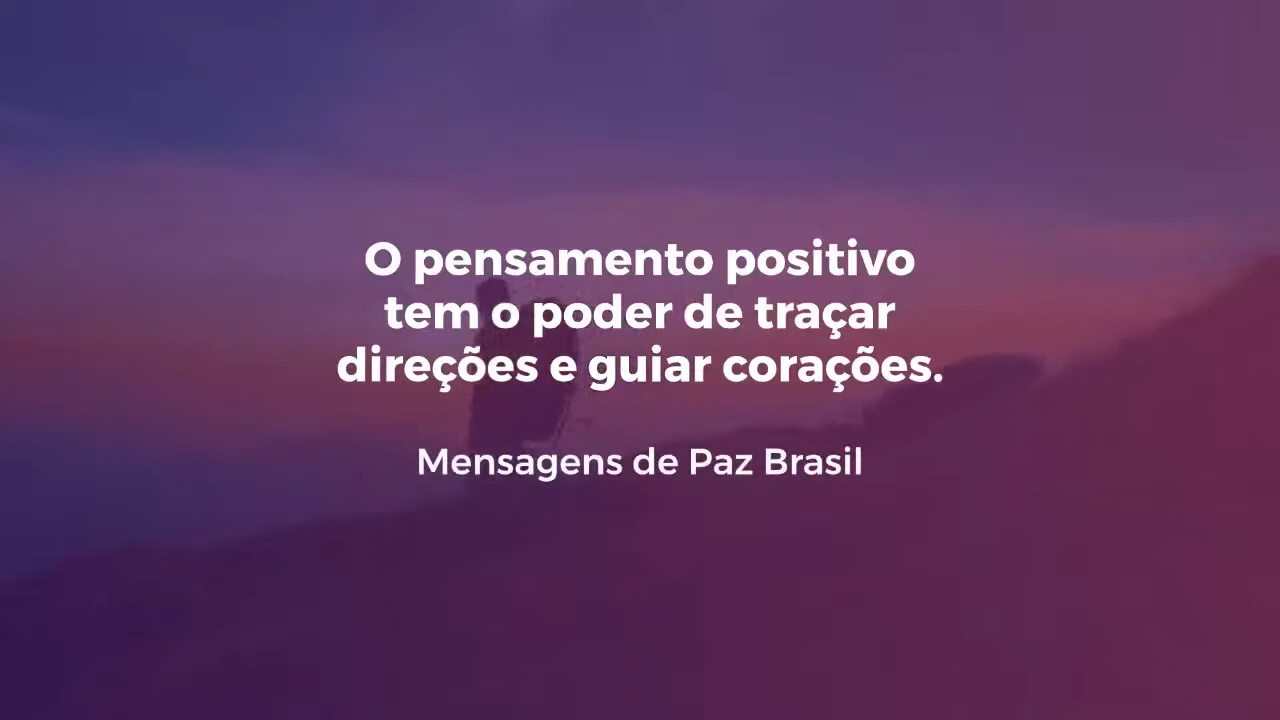 O pensamento positivo
tem o poder de traçar
direções e guiar corações.
Mensagens de Paz Brasil